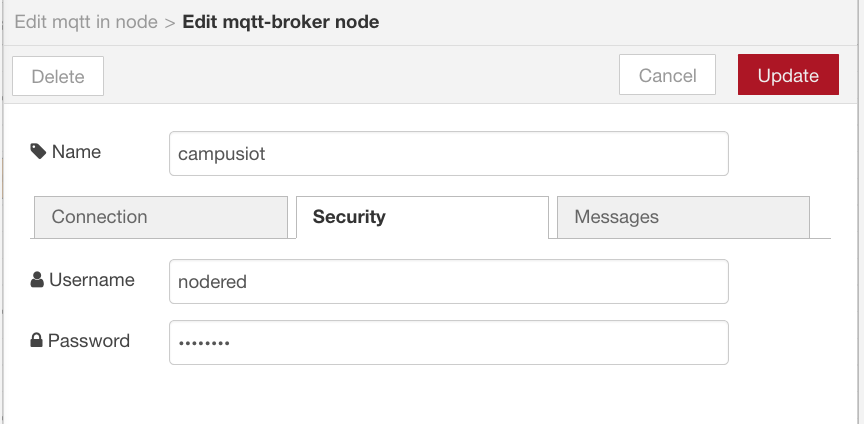 Edit mqtt in node > Edit mqtt-broker node
Delete Cancel Update
Name campusiot
Connection Security Messages
Username nodered
Password ••••••••